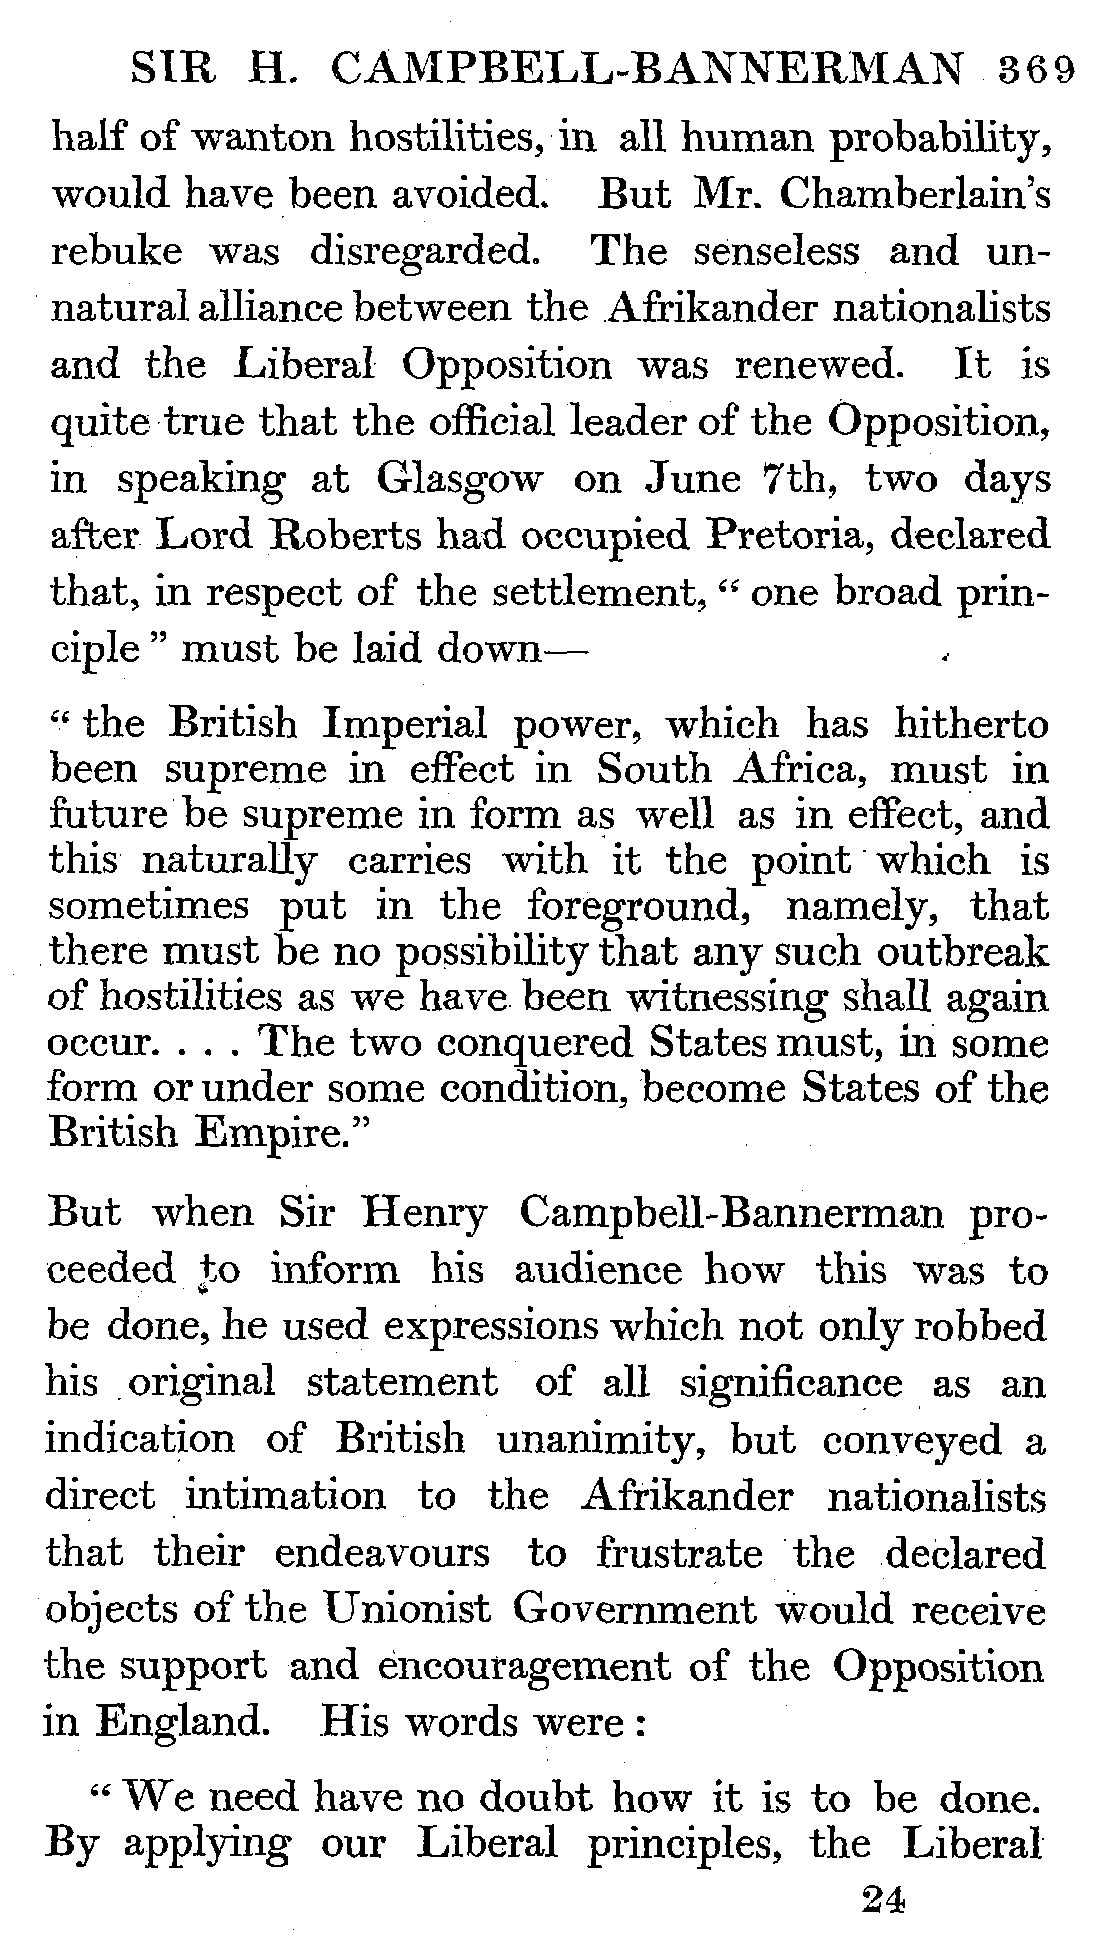 SIR H. CAMPBELL-BANNERMAN 369
half of wanton hostilities, in all human probability,
would have been avoided. But Mr. Chamberlain's
rebuke was disregarded. The senseless and un-
natural alliance between the Afrikander nationalists
and the Liberal Opposition was renewed. It is
quite true that the official leader of the Opposition,
in speaking at Glasgow on June 7th, two days
after Lord Roberts had occupied Pretoria, declared
that, in respect of the settlement, “ one broad prin-
ciple ” must be laid down—
“ the British Imperial power, which has hitherto
been supreme in effect in South Africa, must in
future be supreme in form as well as in effect, and
this naturally carries with it the point which is
sometimes put in the foreground, namely, that
there must be no possibility that any such outbreak
of hostilities as we have been witnessing shall again
occur. . . . The two conquered States must, in some
form or under some condition, become States of the
British Empire.”
But when Sir Henry Campbell-Bannerman pro-
ceeded to inform his audience how this was to
be done, he used expressions which not only robbed
his original statement of all significance as an
indication of British unanimity, but conveyed a
direct intimation to the Afrikander nationalists
that their endeavours to frustrate the declared
objects of the Unionist Government would receive
the support and encouragement of the Opposition
in England. His words were :
“ We need have no doubt how it is to be done.
By applying our Liberal principles, the Liberal
24